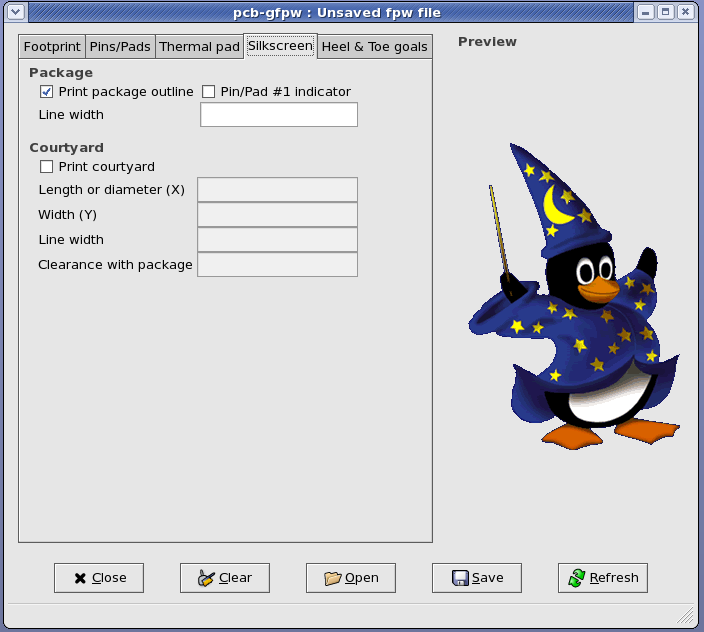 pcb-gfpw : Unsaved fpw file
Footprint Pins/Pads Thermal pad Silkscreen Heel & Toe goals
Preview
Package
Print package outline Pin/Pad #1 indicator
Line width
Courtyard
Print courtyard
Length or diameter (X)
Width (Y)
Line width
Clearance with package
Close Clear Open Save Refresh